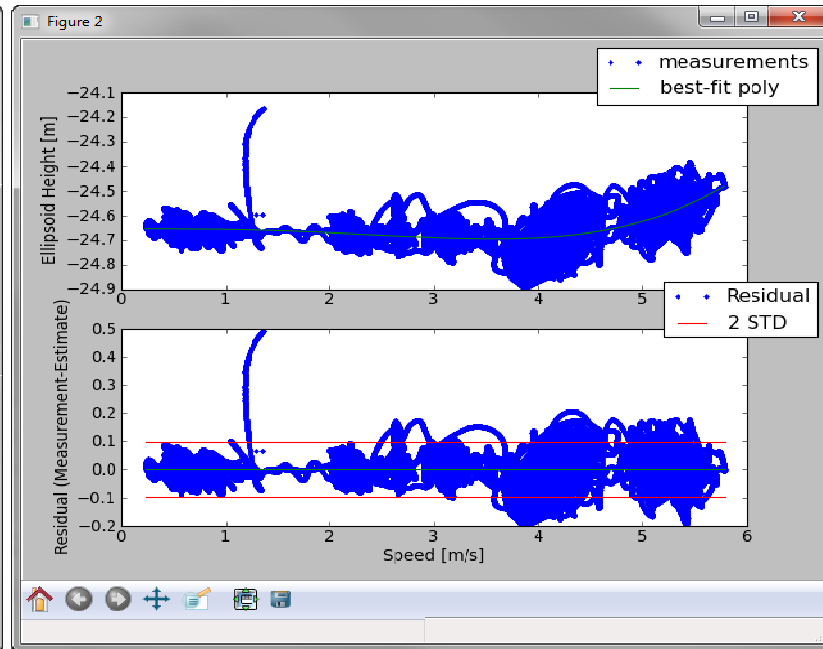 Figure 2
measurements
best-fit poly
Ellipsoid Height [m]
−24.1
−24.2
−24.3
−24.4
−24.5
−24.6
−24.7
−24.8
−24.9
0 1 2 3 4 5
Residual
2 STD
Residual (Measurement-Estimate)
0.5
0.4
0.3
0.2
0.1
0.0
−0.1
−0.2
0 1 2 3 4 5 6
Speed [m/s]